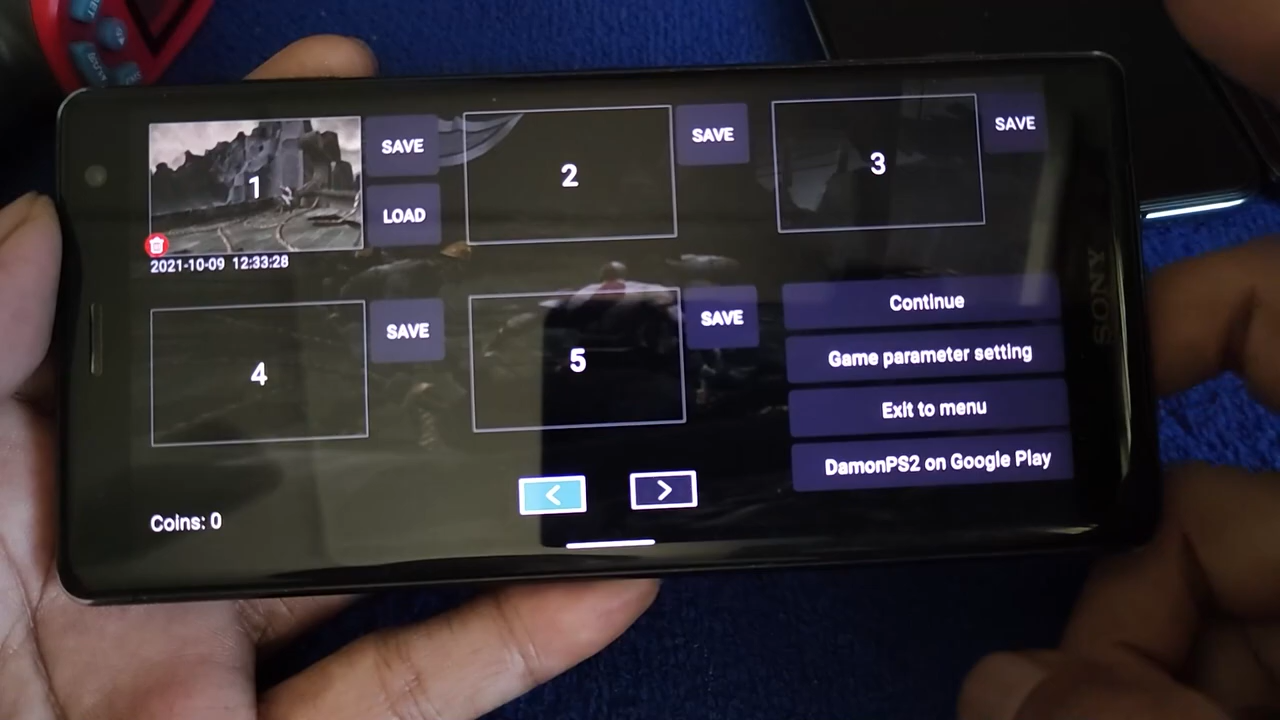 1
SAVE
LOAD
2021-10-09 12:33:28
2
SAVE
3
SAVE
4
SAVE
5
SAVE
Continue
Game parameter setting
Exit to menu
DamonPS2 on Google Play
<
>
Coins: 0
SONY